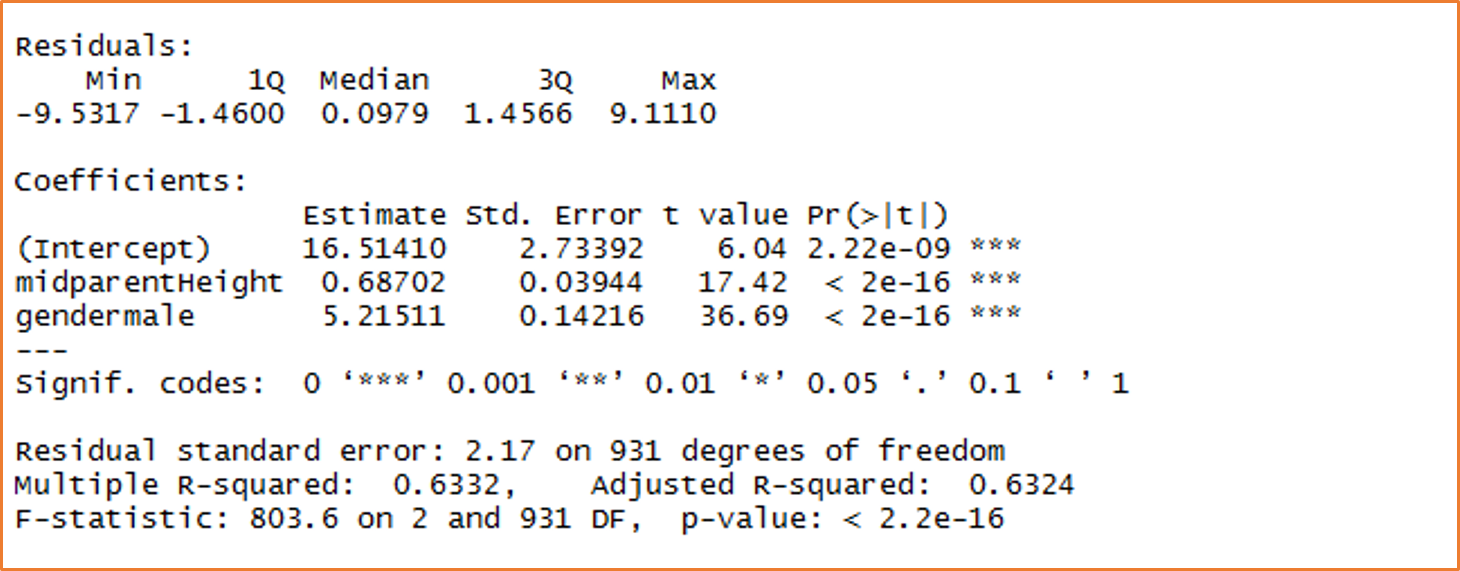 Residuals:
    Min      1Q  Median      3Q     Max
-9.5317 -1.4600  0.0979  1.4566  9.1110

Coefficients:
                Estimate Std. Error t value Pr(>|t|)
(Intercept)     16.51410    2.73392    6.04 2.22e-09 ***
midparentHeight  0.68702    0.03944   17.42  < 2e-16 ***
gendermale       5.21511    0.14216   36.69  < 2e-16 ***
---
Signif. codes:  0 ‘***’ 0.001 ‘**’ 0.01 ‘*’ 0.05 ‘.’ 0.1 ‘ ’ 1

Residual standard error: 2.17 on 931 degrees of freedom
Multiple R-squared:  0.6332,    Adjusted R-squared:  0.6324
F-statistic: 803.6 on 2 and 931 DF,  p-value: < 2.2e-16